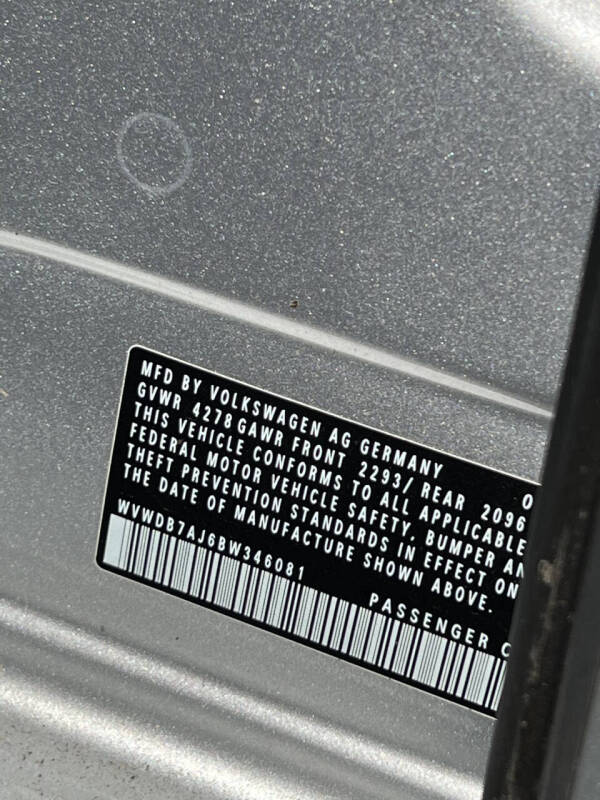 MFD BY VOLKSWAGEN AG GERMANY
GVWR 4278 GAWR FRONT 2293/ REAR 2096
THIS VEHICLE CONFORMS TO ALL APPLICABLE
FEDERAL MOTOR VEHICLE SAFETY, BUMPER
THEFT PREVENTION STANDARDS IN EFFECT ON
THE DATE OF MANUFACTURE SHOWN ABOVE.
WVWDB7AJ6BW346081 PASSENGER